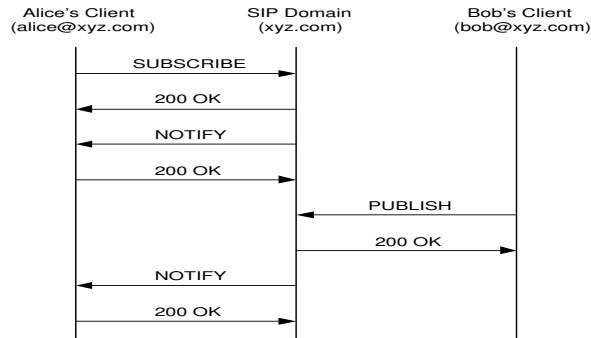 Alice's Client SIP Domain Bob's Client
(alice@xyz.com) (xyz.com) (bob@xyz.com)
SUBSCRIBE
200 OK
NOTIFY
200 OK
PUBLISH
200 OK
NOTIFY
200 OK